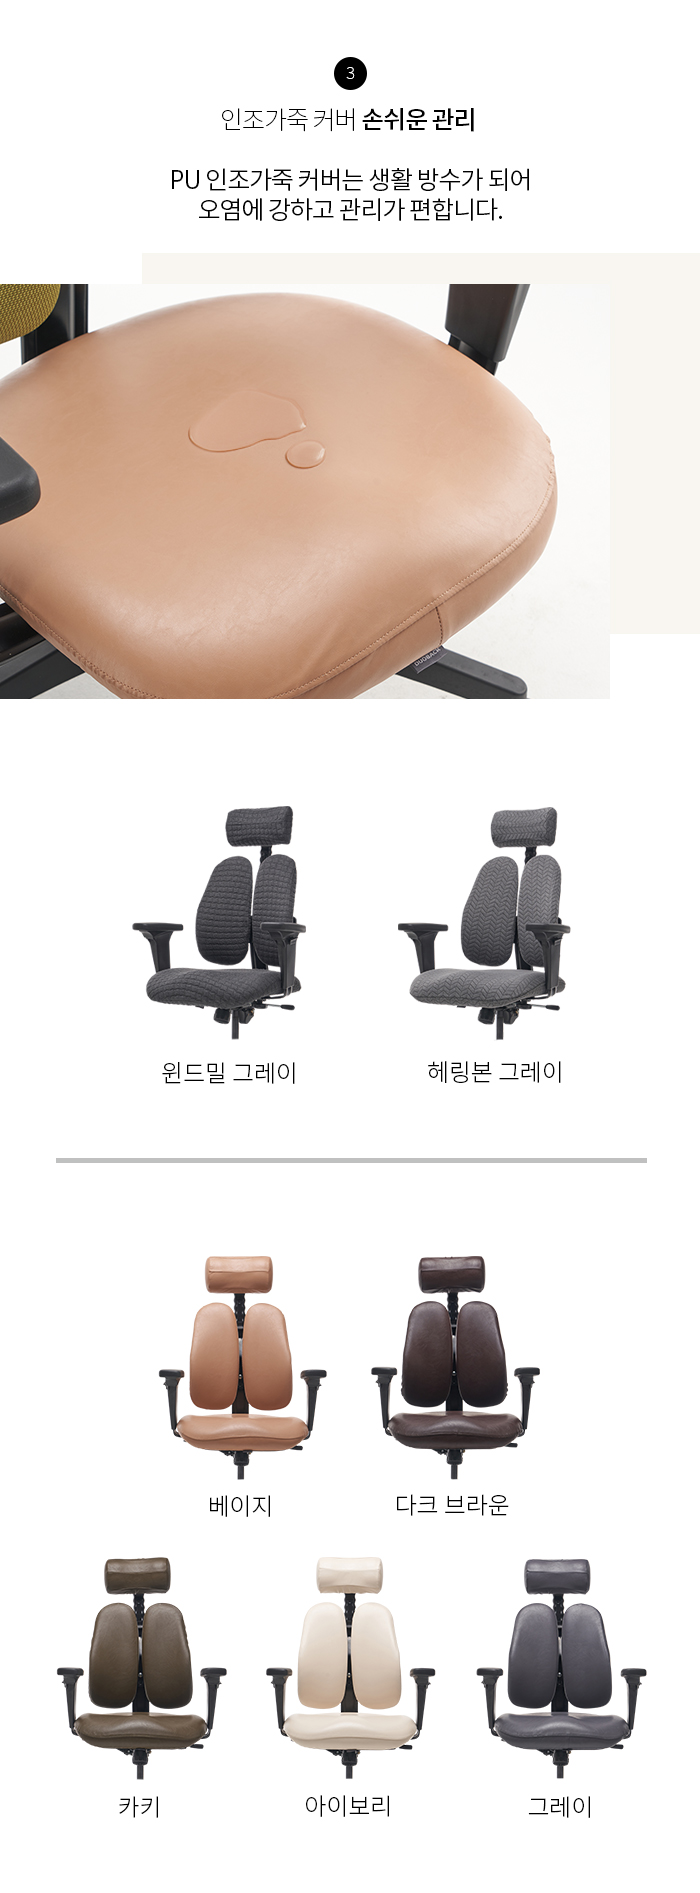 3
인조가죽 커버 손쉬운 관리
PU 인조가죽 커버는 생활 방수가 되어
오염에 강하고 관리가 편합니다.
DUOBACK
윈드밀 그레이
헤링본 그레이
베이지
다크 브라운
카키
아이보리
그레이